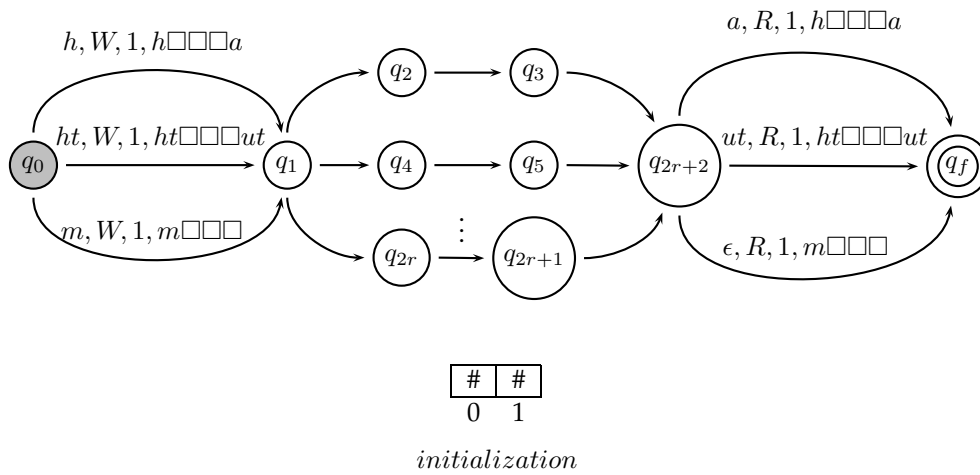 h, W, 1, h□□□a
a, R, 1, h□□□a
q2 q3
ht, W, 1, ht□□□ut
ut, R, 1, ht□□□ut
q0 q1 q4 q5 q2r+2 qf
m, W, 1, m□□□
ϵ, R, 1, m□□□
⋮
q2r q2r+1
# #
0 1
initialization